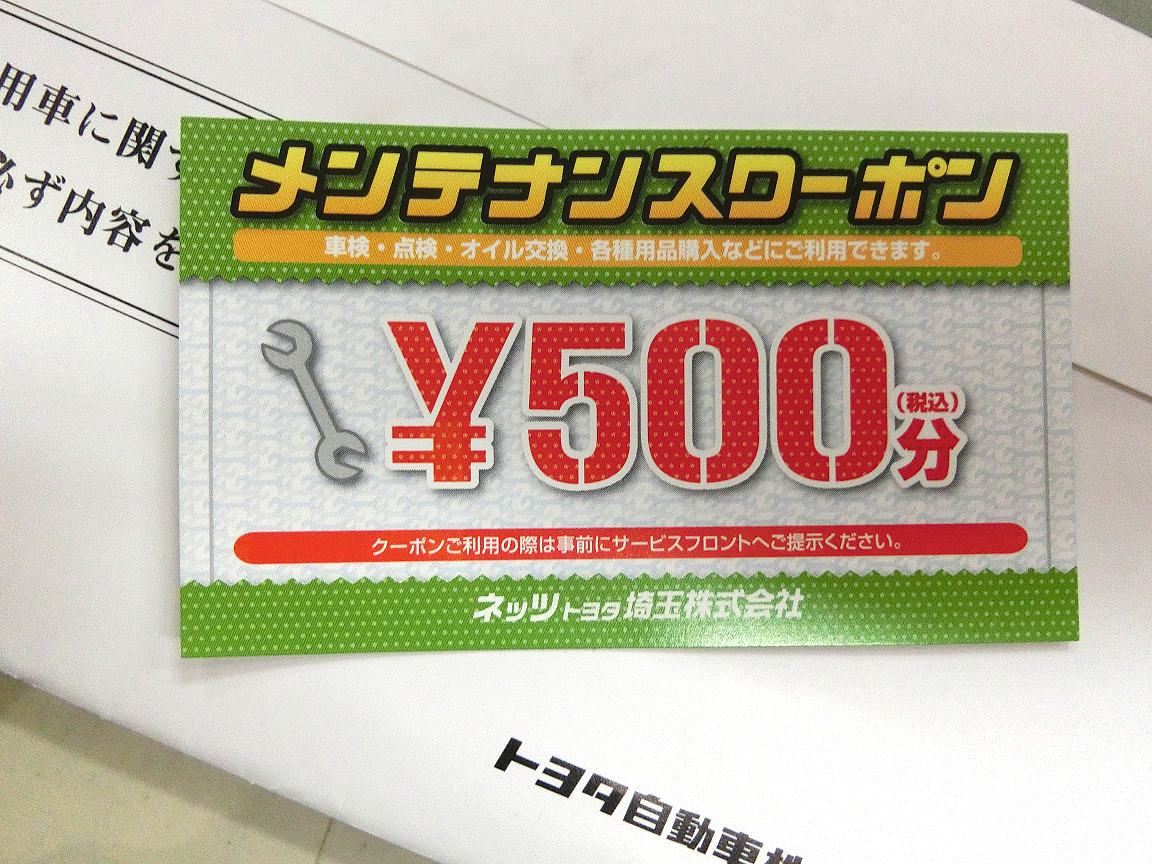 用車に関す
必ず内容を
メンテナンスクーポン
車検・点検・オイル交換・各種用品購入などにご利用できます。
¥500(税込)分
クーポンご利用の際は事前にサービスフロントへご提示ください。
ネッツトヨタ埼玉株式会社
トヨタ自動車株